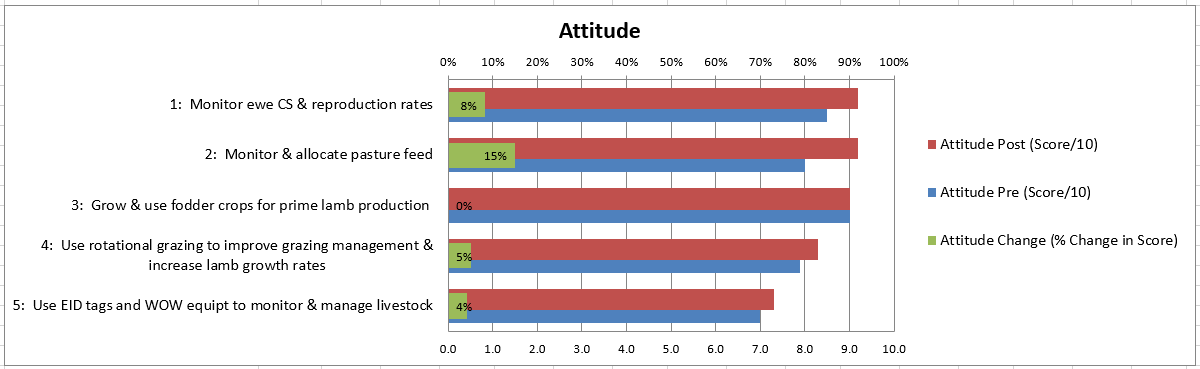 Attitude
0% 10% 20% 30% 40% 50% 60% 70% 80% 90% 100%
1: Monitor ewe CS & reproduction rates
8%
2: Monitor & allocate pasture feed
15%
3: Grow & use fodder crops for prime lamb production
0%
4: Use rotational grazing to improve grazing management &
increase lamb growth rates
5%
5: Use EID tags and WOW equipt to monitor & manage livestock
4%
0.0 1.0 2.0 3.0 4.0 5.0 6.0 7.0 8.0 9.0 10.0
Attitude Post (Score/10)
Attitude Pre (Score/10)
Attitude Change (% Change in Score)